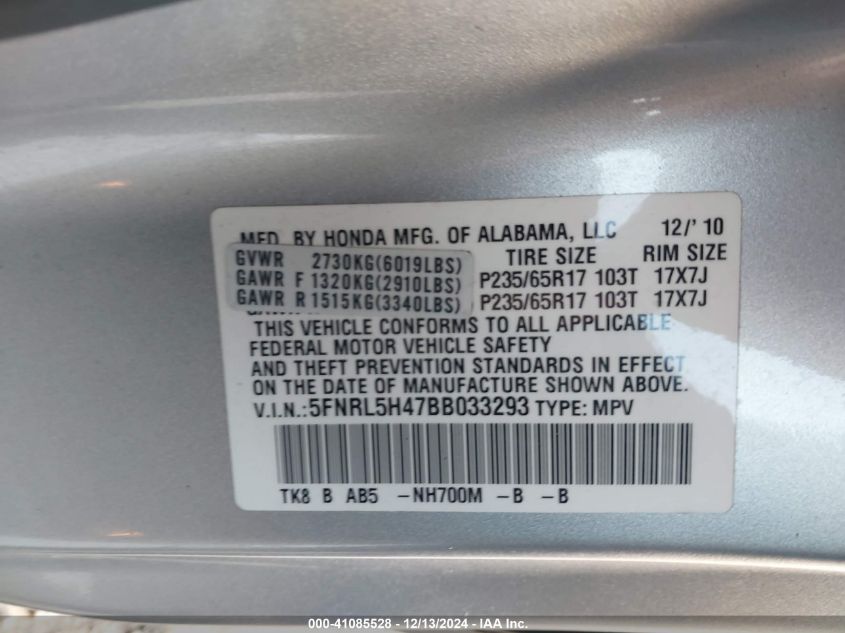 MFD. BY HONDA MFG. OF ALABAMA, LLC 12/'10
GVWR 2730KG(6019LBS) TIRE SIZE RIM SIZE
GAWR F 1320KG(2910LBS) P235/65R17 103T 17X7J
GAWR R 1515KG(3340LBS) P235/65R17 103T 17X7J
THIS VEHICLE CONFORMS TO ALL APPLICABLE
FEDERAL MOTOR VEHICLE SAFETY
AND THEFT PREVENTION STANDARDS IN EFFECT
ON THE DATE OF MANUFACTURE SHOWN ABOVE.
V.I.N.:5FNRL5H47BB033293 TYPE: MPV
TK8 B AB5 -NH700M -B -B
000-41085528 - 12/13/2024 - IAA Inc.